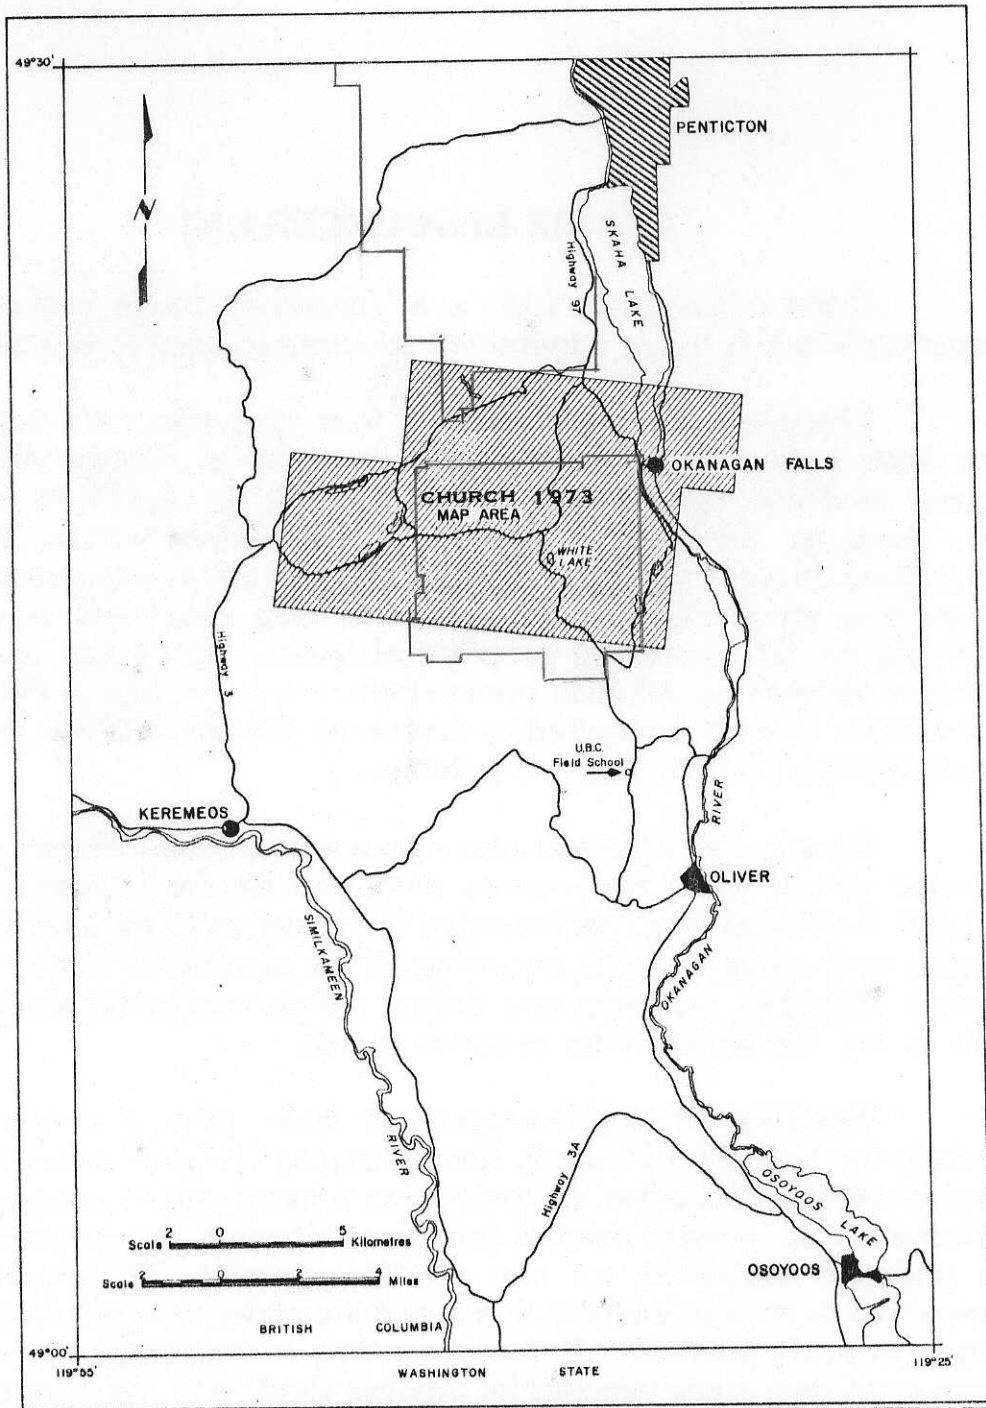 49°30'
PENTICTON
N
SKAHA LAKE
Highway 97
OKANAGAN FALLS
CHURCH 1973
MAP AREA
WHITE
LAKE
Highway 3
U.B.C.
Field School
KEREMEOS
RIVER
OLIVER
SIMILKAMEEN
OKANAGAN
RIVER
Highway 3A
OSOYOOS LAKE
2 0 5
Scale Kilometres
OSOYOOS
Scale 2 0 2 4 Miles
BRITISH COLUMBIA
49°00'
119°55' WASHINGTON STATE 119°25'